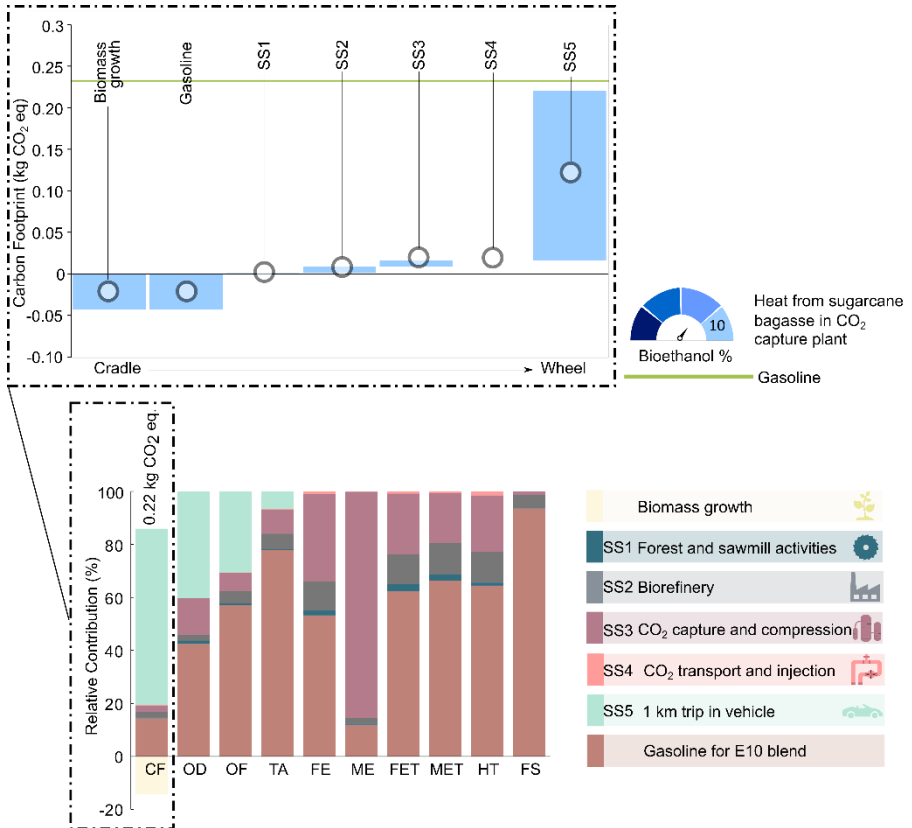 0.3
0.25
0.20
0.15
0.10
0.05
0
-0.05
-0.10
Carbon Footprint (kg CO2 eq)
Biomass
growth
Gasoline
SS1
SS2
SS3
SS4
SS5
Cradle
Wheel
10
Bioethanol %
Heat from sugarcane
bagasse in CO2
capture plant
Gasoline
0.22 kg CO2 eq.
Relative Contribution (%)
100
80
60
40
20
0
-20
CF
OD
OF
TA
FE
ME
FET
MET
HT
FS
Biomass growth
SS1 Forest and sawmill activities
SS2 Biorefinery
SS3 CO2 capture and compression
SS4 CO2 transport and injection
SS5 1 km trip in vehicle
Gasoline for E10 blend